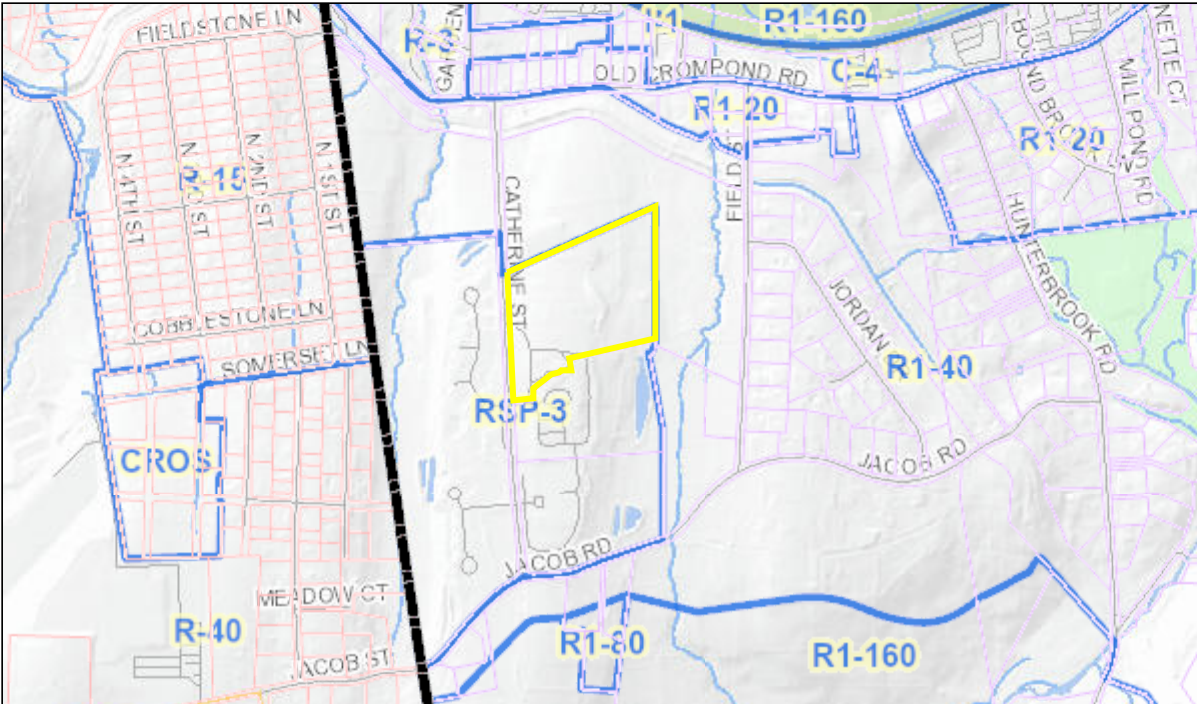 FIELDSTONE LN
R1-160
OLD CROMPOND RD
C-4
R1-20
R1-20
MILL POND RD
HUNTERBROOK RD
FIELD S
N 4TH ST
N 2ND ST
N 1ST ST
R-15
CATHERINE ST
COBBLESTONE LN
SOMERSET LN
JORDAN
R1-40
RSP-3
CROS
JACOB RD
JACOB RD
MEADOW CT
R-40
R1-80
R1-160
JACOB ST